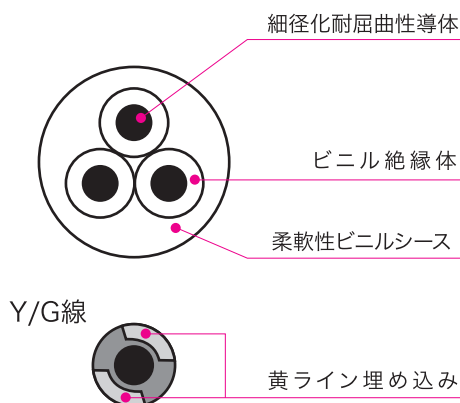 細径化耐屈曲性導体
ビニル絶縁体
柔軟性ビニルシース
Y/G線
黄ライン埋め込み